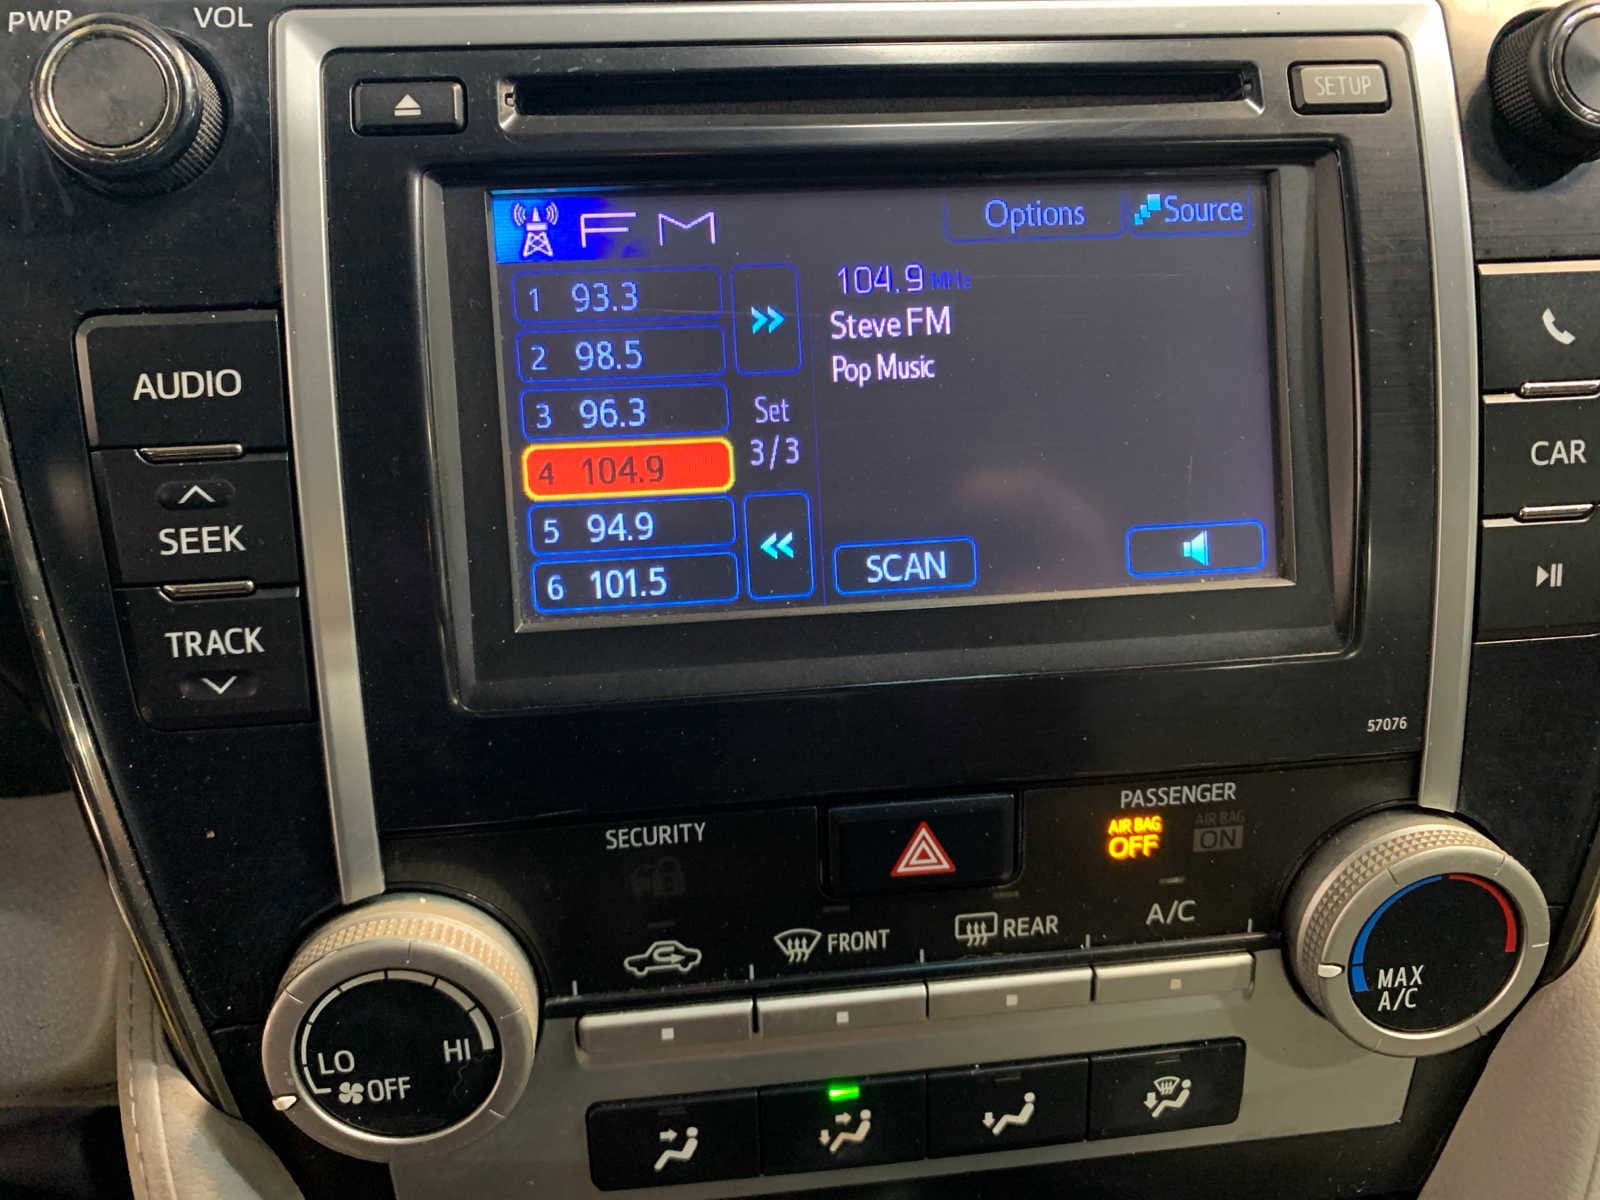 PWR VOL
SETUP
FM
Options
Source
1 93.3
2 98.5
3 96.3
4 104.9
5 94.9
6 101.5
Set
3/3
104.9 MHz
Steve FM
Pop Music
SCAN
AUDIO
SEEK
TRACK
CAR
57076
SECURITY
PASSENGER
AIR BAG
OFF
AIR BAG
ON
FRONT
REAR
A/C
LO
HI
OFF
MAX
A/C